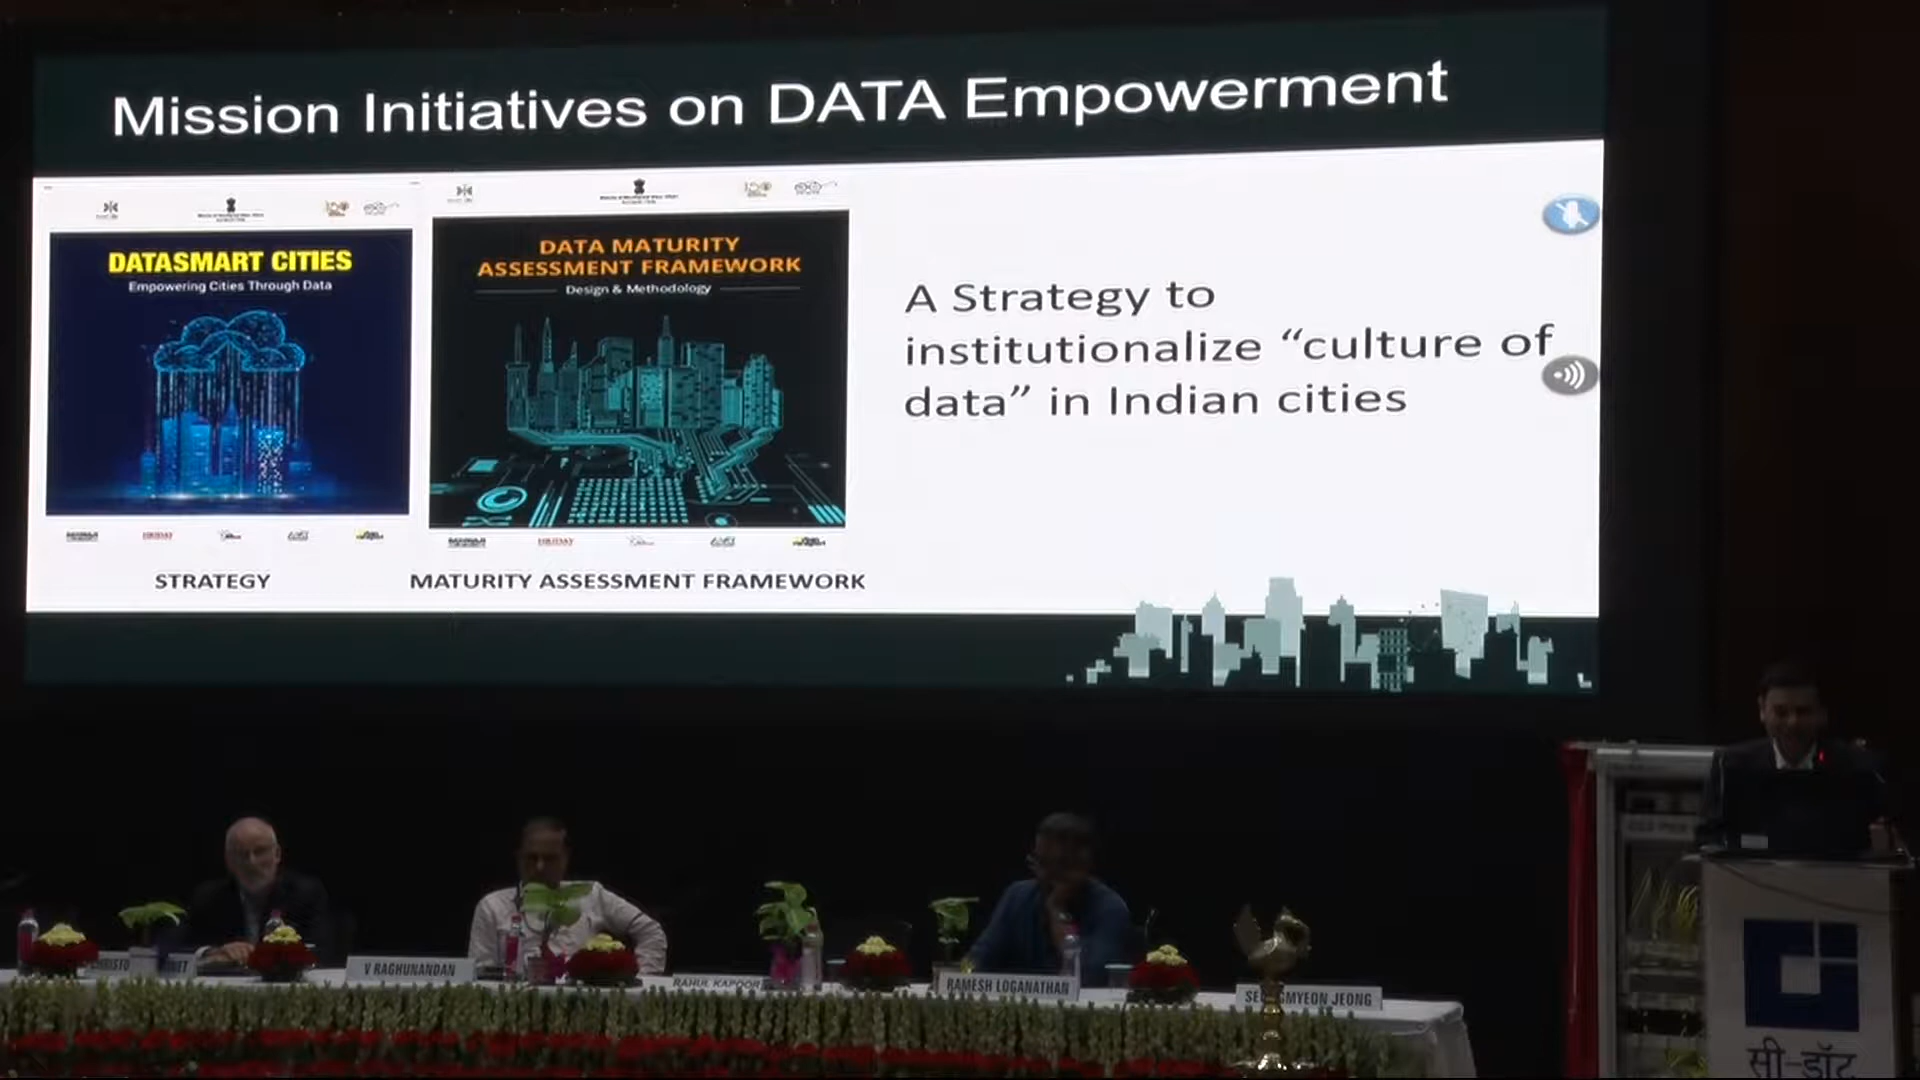 Mission Initiatives on DATA Empowerment
DATASMART CITIES
Empowering Cities Through Data
DATA MATURITY
ASSESSMENT FRAMEWORK
Design & Methodology
A Strategy to
institutionalize “culture of
data” in Indian cities
STRATEGY
MATURITY ASSESSMENT FRAMEWORK
V RAGHUNANDAN
RAHUL KAPOOR
RAMESH LOGANATHAN
JEONG
सी-डॉट